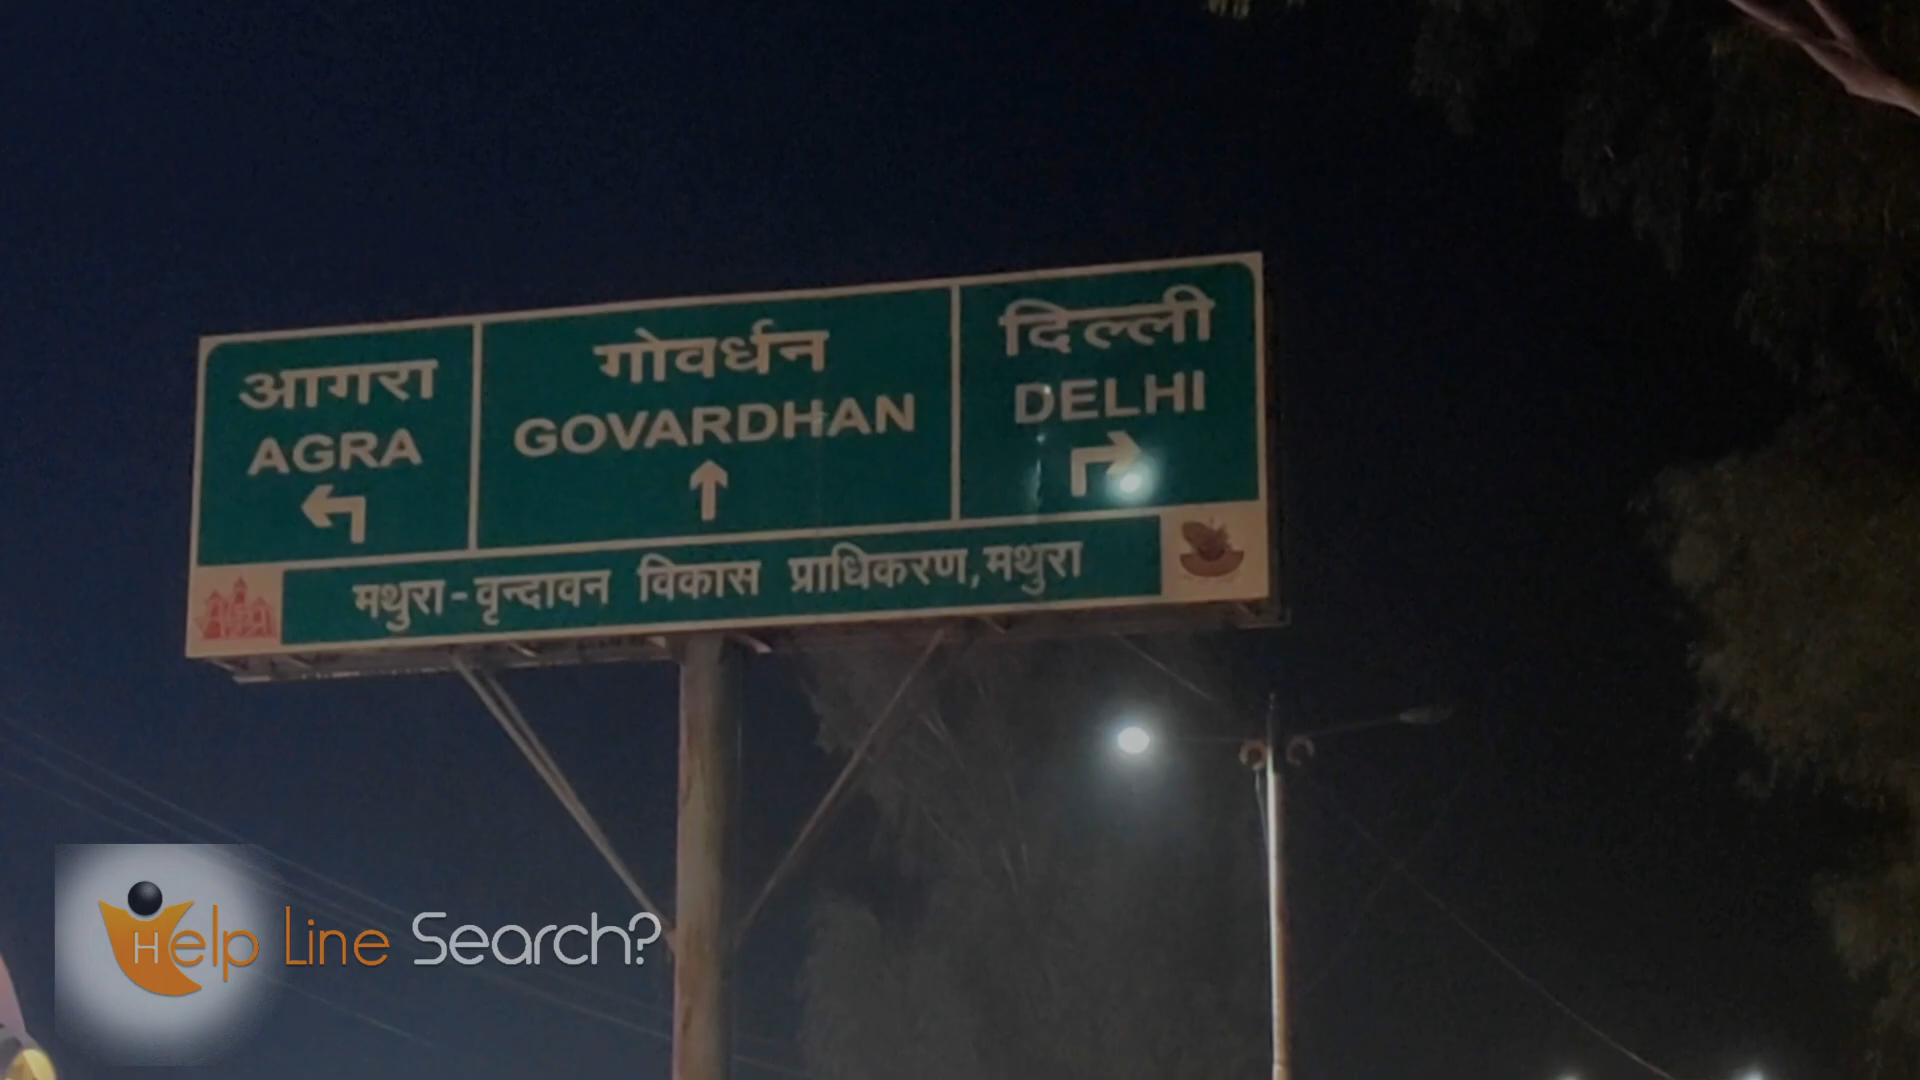 आगरा
AGRA
गोवर्धन
GOVARDHAN
दिल्ली
DELHI
मथुरा-वृन्दावन विकास प्राधिकरण,मथुरा
Help Line Search?